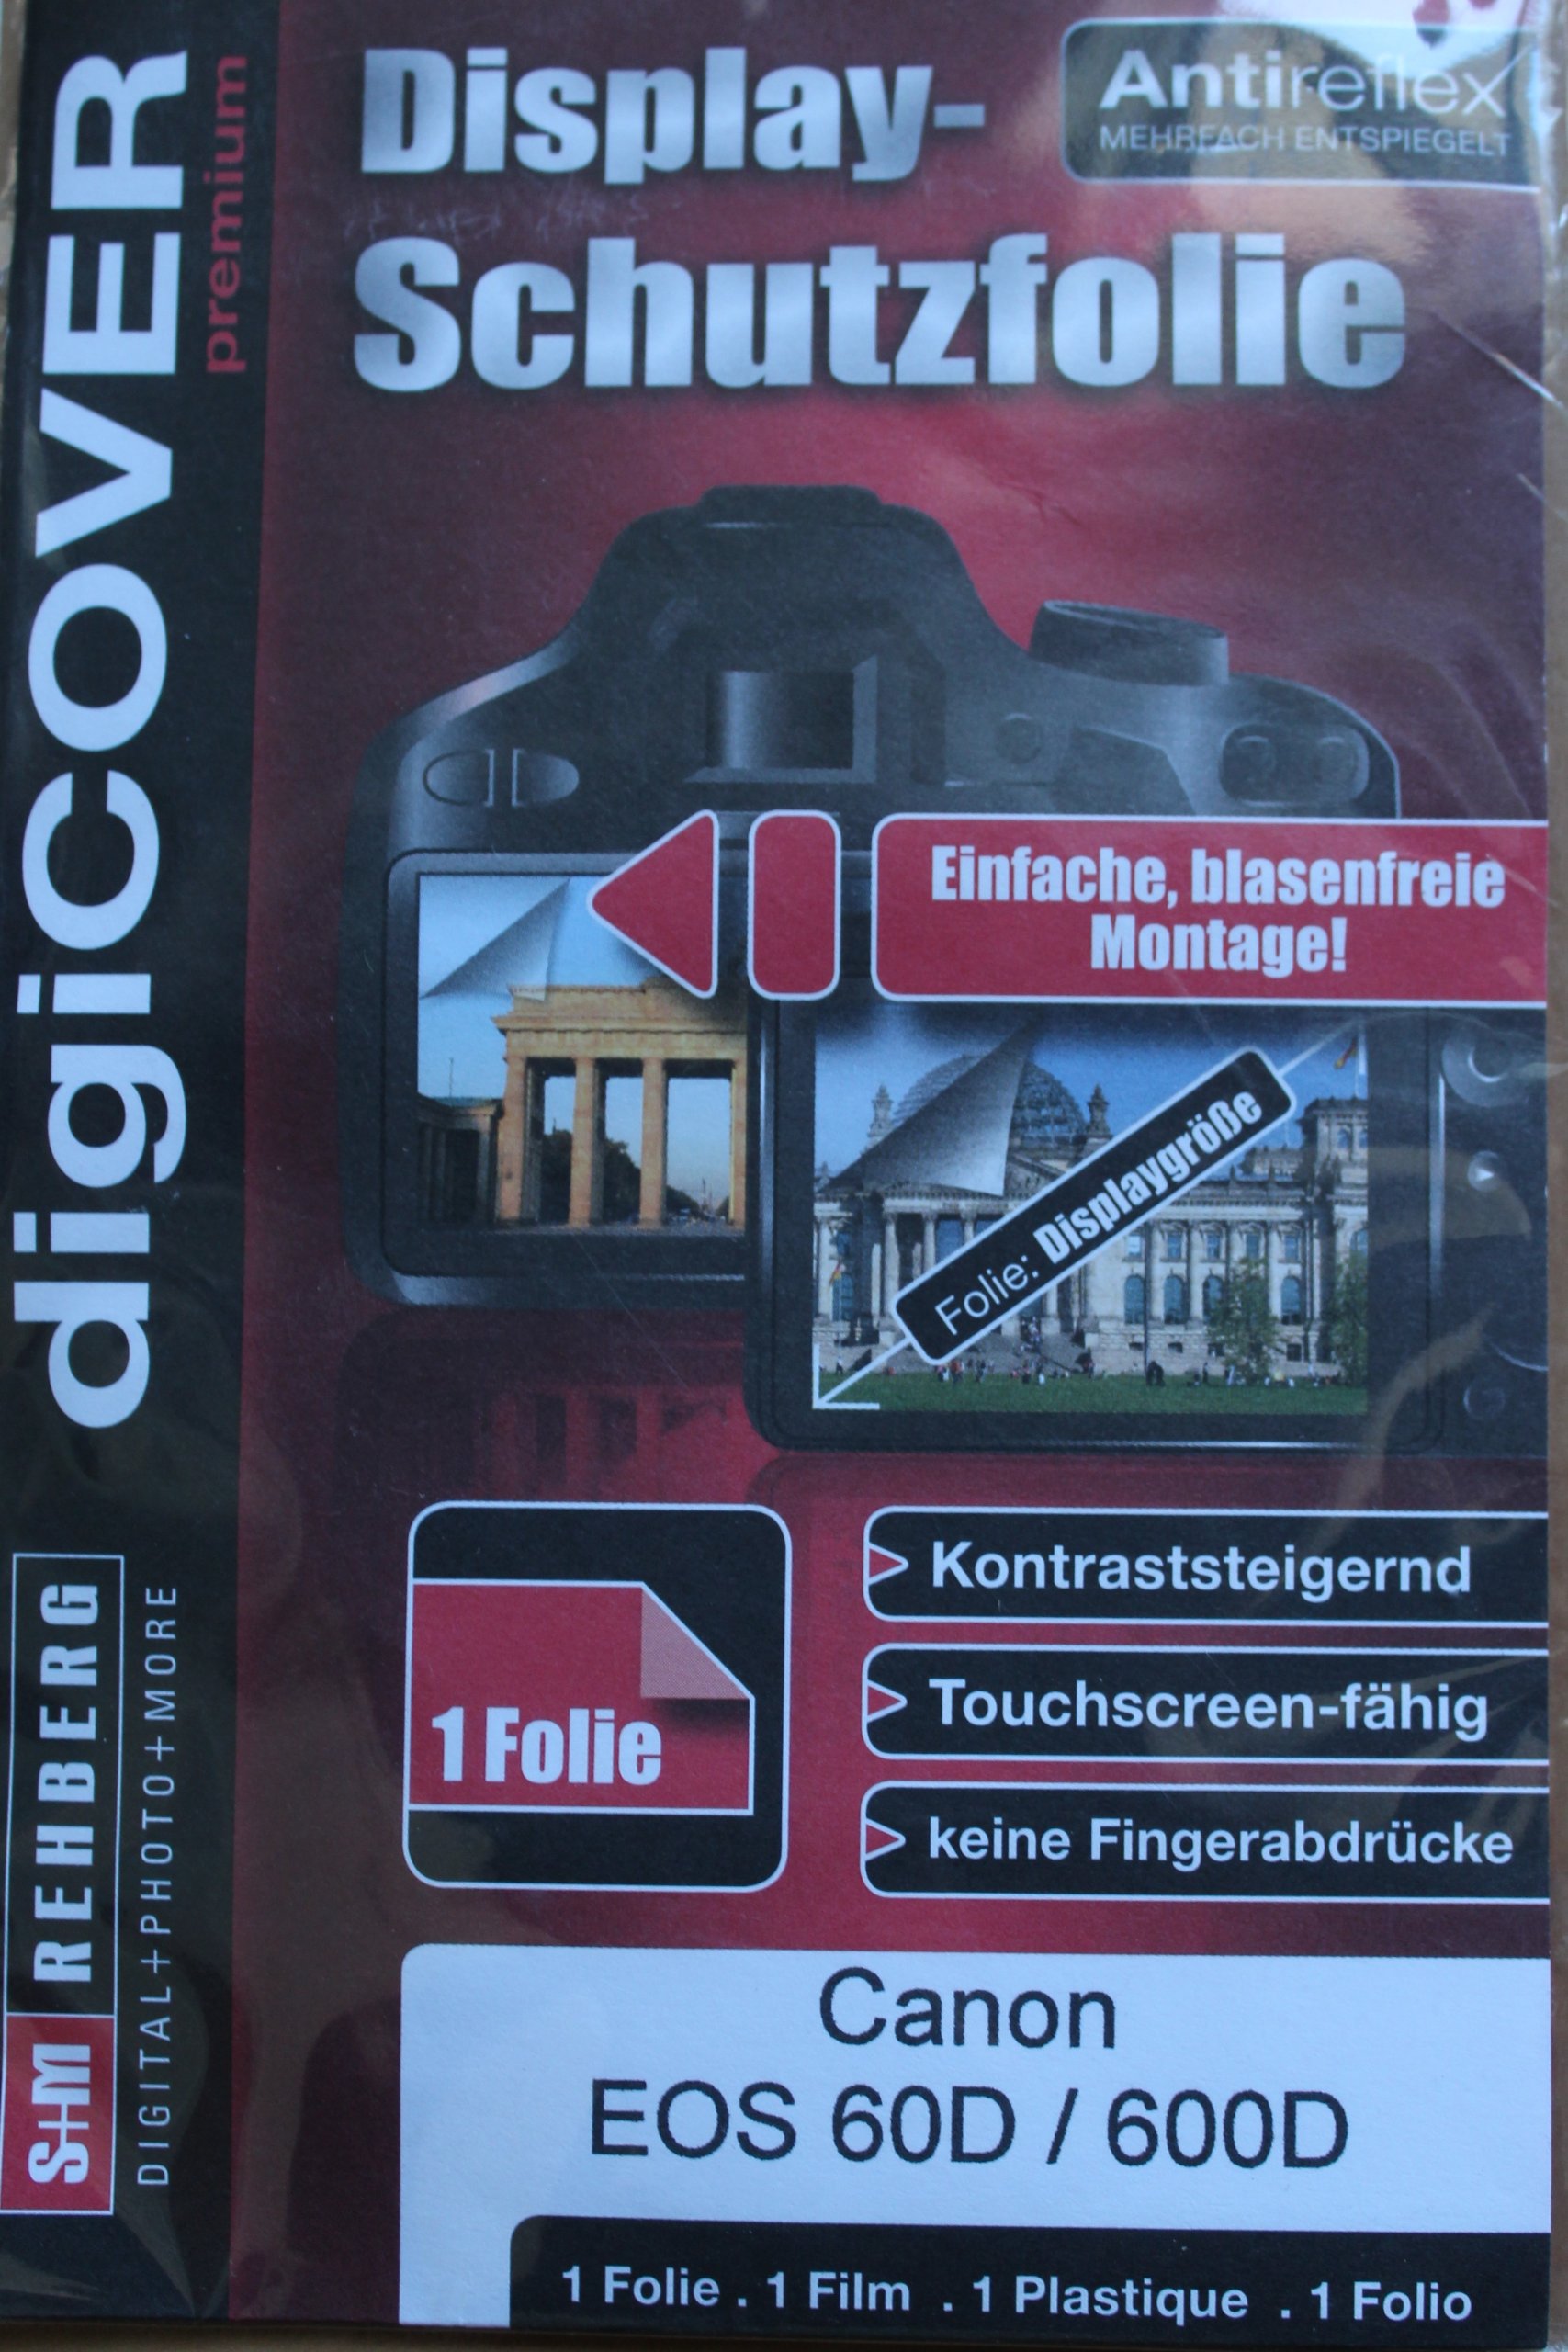 digiCOVER
premium
S+M REHBERG
DIGITAL+PHOTO+MORE
Display-
Schutzfolie
Antireflex
MEHRFACH ENTSPIEGELT
Einfache, blasenfreie
Montage!
Folie: Displaygröße
1 Folie
Kontraststeigernd
Touchscreen-fähig
keine Fingerabdrücke
Canon
EOS 60D / 600D
1 Folie . 1 Film . 1 Plastique . 1 Folio